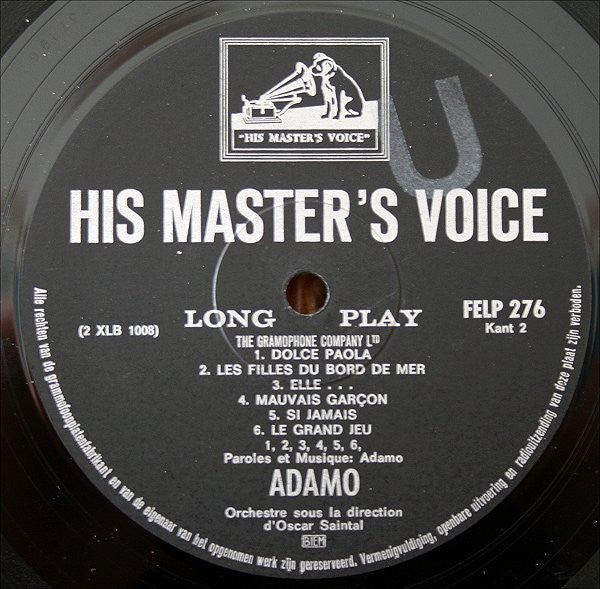 "HIS MASTER'S VOICE"
U
HIS MASTER'S VOICE
LONG PLAY
(2 XLB 1008)
FELP 276
Kant 2
THE GRAMOPHONE COMPANY LTD
1. DOLCE PAOLA
2. LES FILLES DU BORD DE MER
3. ELLE . . .
4. MAUVAIS GARÇON
5. SI JAMAIS
6. LE GRAND JEU
1, 2, 3, 4, 5, 6,
Paroles et Musique: Adamo
ADAMO
Orchestre sous la direction
d'Oscar Saintal
BIEM
Alle rechten van de grammofoonplatenfabrikant en van de eigenaar van het opgenomen werk zijn gereserveerd. Vermenigvuldiging, openbare uitvoering en radiouitzending van deze plaat zijn verboden.